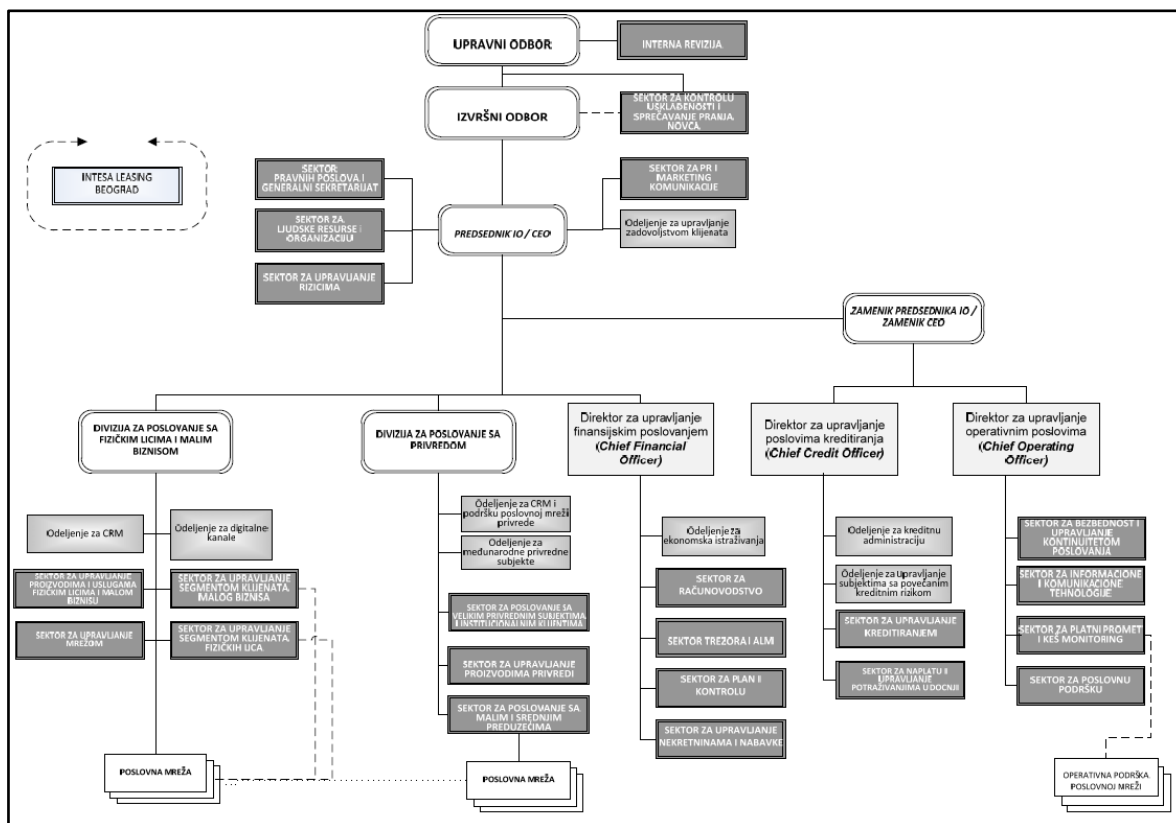 UPRAVNI ODBOR
INTERNA REVIZIJA
IZVRŠNI ODBOR
SEKTOR ZA KONTROLU
USKLAĐENOSTI I
SPREČAVANJE PRANJA
NOVCA
INTESA LEASING
BEOGRAD
SEKTOR
PRAVNIH POSLOVA I
GENERALNI SEKRETARIJAT
SEKTOR ZA PR I
MARKETING
KOMUNIKACIJE
SEKTOR ZA
LJUDSKE RESURSE I
ORGANIZACIJU
PREDSEDNIK IO / CEO
Odeljenje za upravljanje
zadovoljstvom klijenata
SEKTOR ZA UPRAVLJANJE
RIZICIMA
ZAMENIK PREDSEDNIKA IO /
ZAMENIK CEO
DIVIZIJA ZA POSLOVANJE SA
FIZIČKIM LICIMA I MALIM
BIZNISOM
DIVIZIJA ZA POSLOVANJE SA
PRIVREDOM
Direktor za upravljanje
finansijskim poslovanjem
(Chief Financial
Officer)
Direktor za upravljanje
poslovima kreditiranja
(Chief Credit Officer)
Direktor za upravljanje
operativnim poslovima
(Chief Operating
Officer)
Odeljenje za CRM
Odeljenje za digitalne
kanale
SEKTOR ZA UPRAVLJANJE
PROIZVODIMA I USLUGAMA
FIZIČKIM LICIMA I MALOM
BIZNISU
SEKTOR ZA UPRAVLJANJE
SEGMENTOM KLIJENATA
MALOG BIZNISA
SEKTOR ZA UPRAVLJANJE
MREŽOM
SEKTOR ZA UPRAVLJANJE
SEGMENTOM KLIJENATA
FIZIČKIH LICA
POSLOVNA MREŽA
Odeljenje za CRM i
podršku poslovnoj mreži
privrede
Odeljenje za
međunarodne privredne
subjekte
SEKTOR ZA POSLOVANJE SA
VELIKIM PRIVREDNIM SUBJEKTIMA
I INSTITUCIONALNIM KLIJENTIMA
SEKTOR ZA UPRAVLJANJE
PROIZVODIMA PRIVREDI
SEKTOR ZA POSLOVANJE SA
MALIM I SREDNJIM
PREDUZEĆIMA
POSLOVNA MREŽA
Odeljenje za
ekonomska istraživanja
SEKTOR ZA
RAČUNOVODSTVO
SEKTOR TREZORA I ALM
SEKTOR ZA PLAN I
KONTROLU
SEKTOR ZA UPRAVLJANJE
NEKRETNINAMA I NABAVKE
Odeljenje za kreditnu
administraciju
Odeljenje za Upravljanje
subjektima sa povećanim
kreditnim rizikom
SEKTOR ZA UPRAVLJANJE
KREDITIRANJEM
SEKTOR ZA NAPLATU I
UPRAVLJANJE
POTRAŽIVANJIMA U DOCNJI
SEKTOR ZA BEZBEDNOST I
UPRAVLJANJE
KONTINUITETOM
POSLOVANJA
SEKTOR ZA INFORMACIONE
I KOMUNIKACIONE
TEHNOLOGIJE
SEKTOR ZA PLATNI PROMET
I KEŠ MONITORING
SEKTOR ZA POSLOVNU
PODRŠKU
OPERATIVNA PODRŠKA
POSLOVNOJ MREŽI